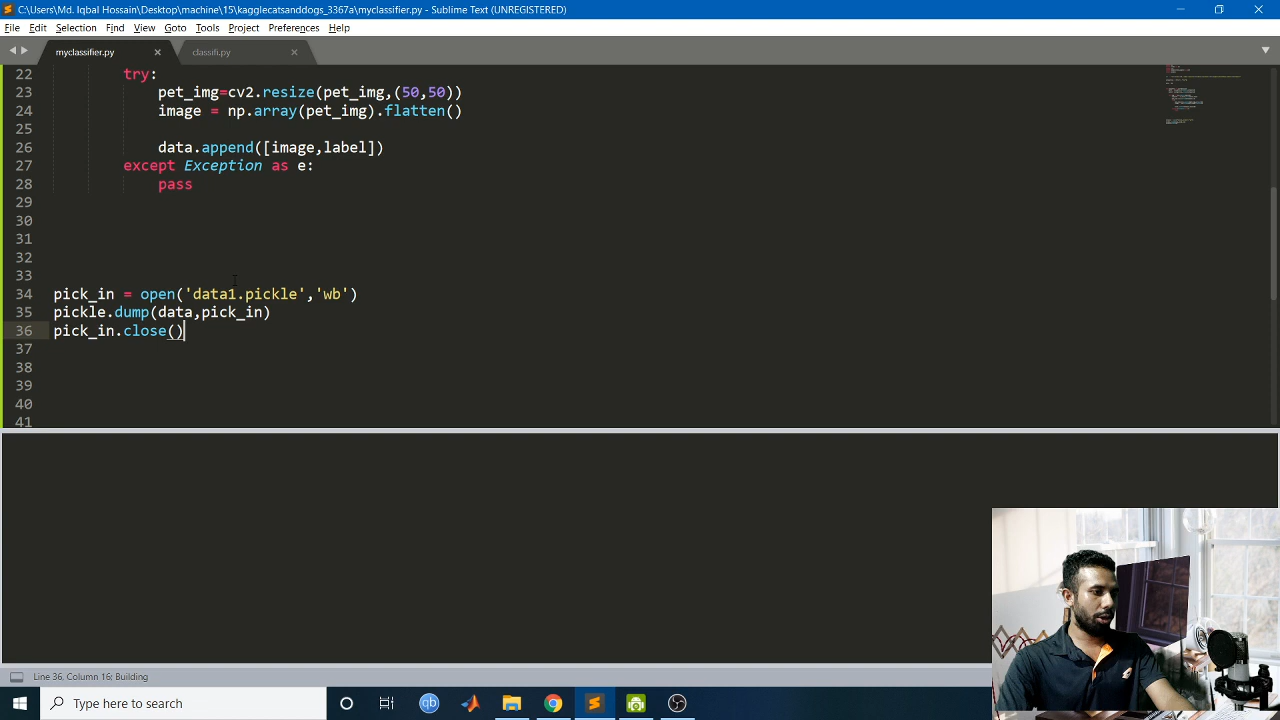 C:\Users\Md. Iqbal Hossain\Desktop\machine\15\kagglecatsanddogs_3367a\myclassifier.py - Sublime Text (UNREGISTERED)
File Edit Selection Find View Goto Tools Project Preferences Help
myclassifier.py classifi.py
22 try:
23 pet_img=cv2.resize(pet_img,(50,50))
24 image = np.array(pet_img).flatten()
25
26 data.append([image,label])
27 except Exception as e:
28 pass
29
30
31
32
33
34 pick_in = open('data1.pickle','wb')
35 pickle.dump(data,pick_in)
36 pick_in.close()
37
38
39
40
41
Line 36, Column 16; Building
Type here to search
qb